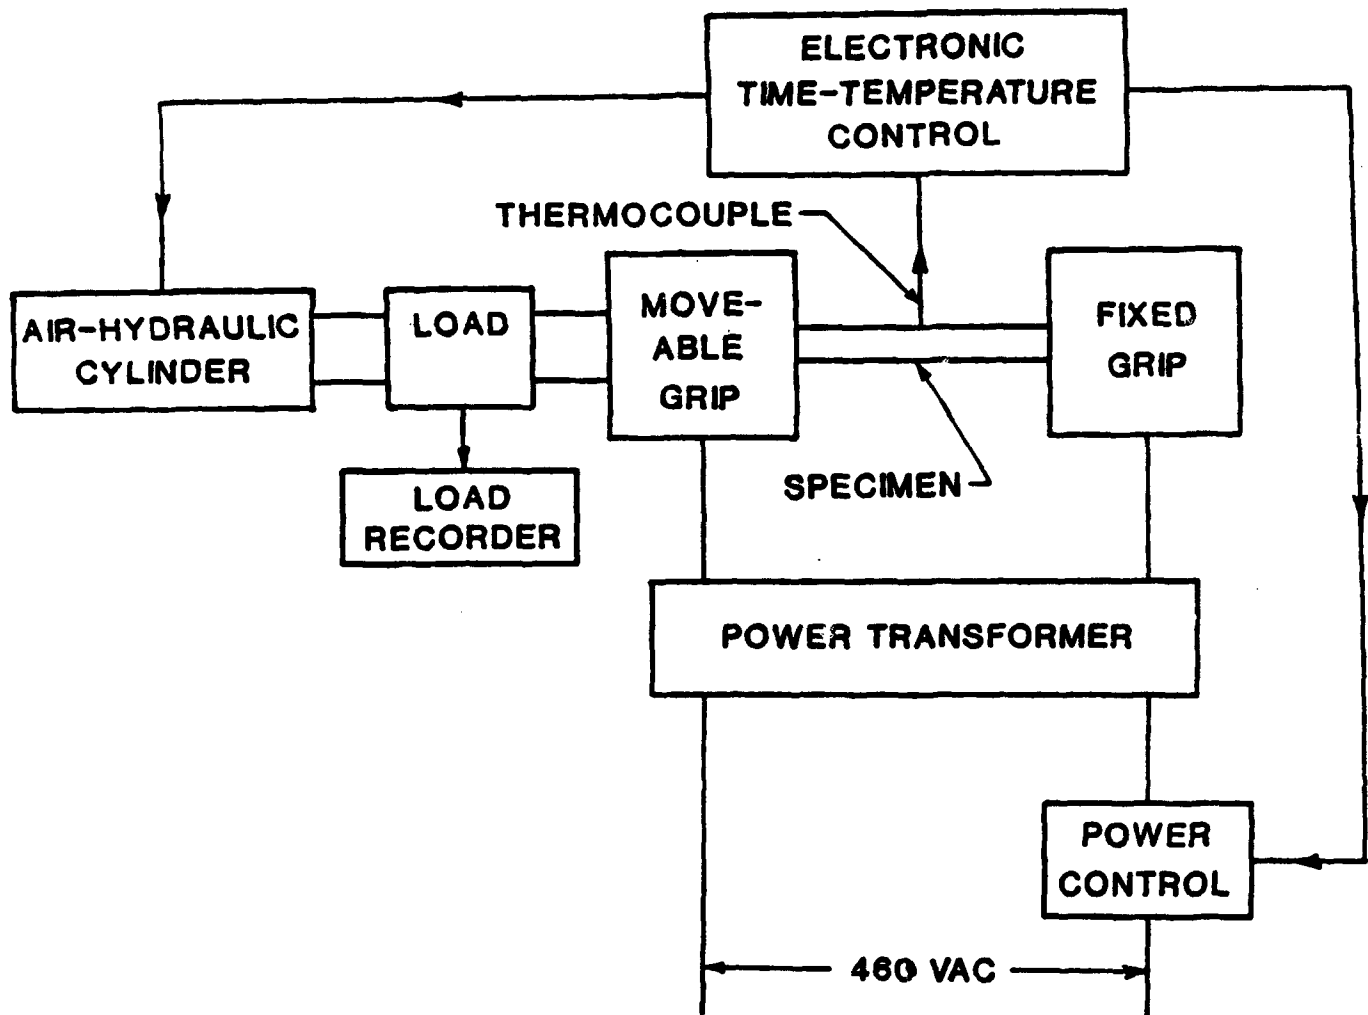 ELECTRONIC
TIME-TEMPERATURE
CONTROL
THERMOCOUPLE
AIR-HYDRAULIC
CYLINDER
LOAD
MOVE-
ABLE
GRIP
FIXED
GRIP
LOAD
RECORDER
SPECIMEN
POWER TRANSFORMER
POWER
CONTROL
460 VAC